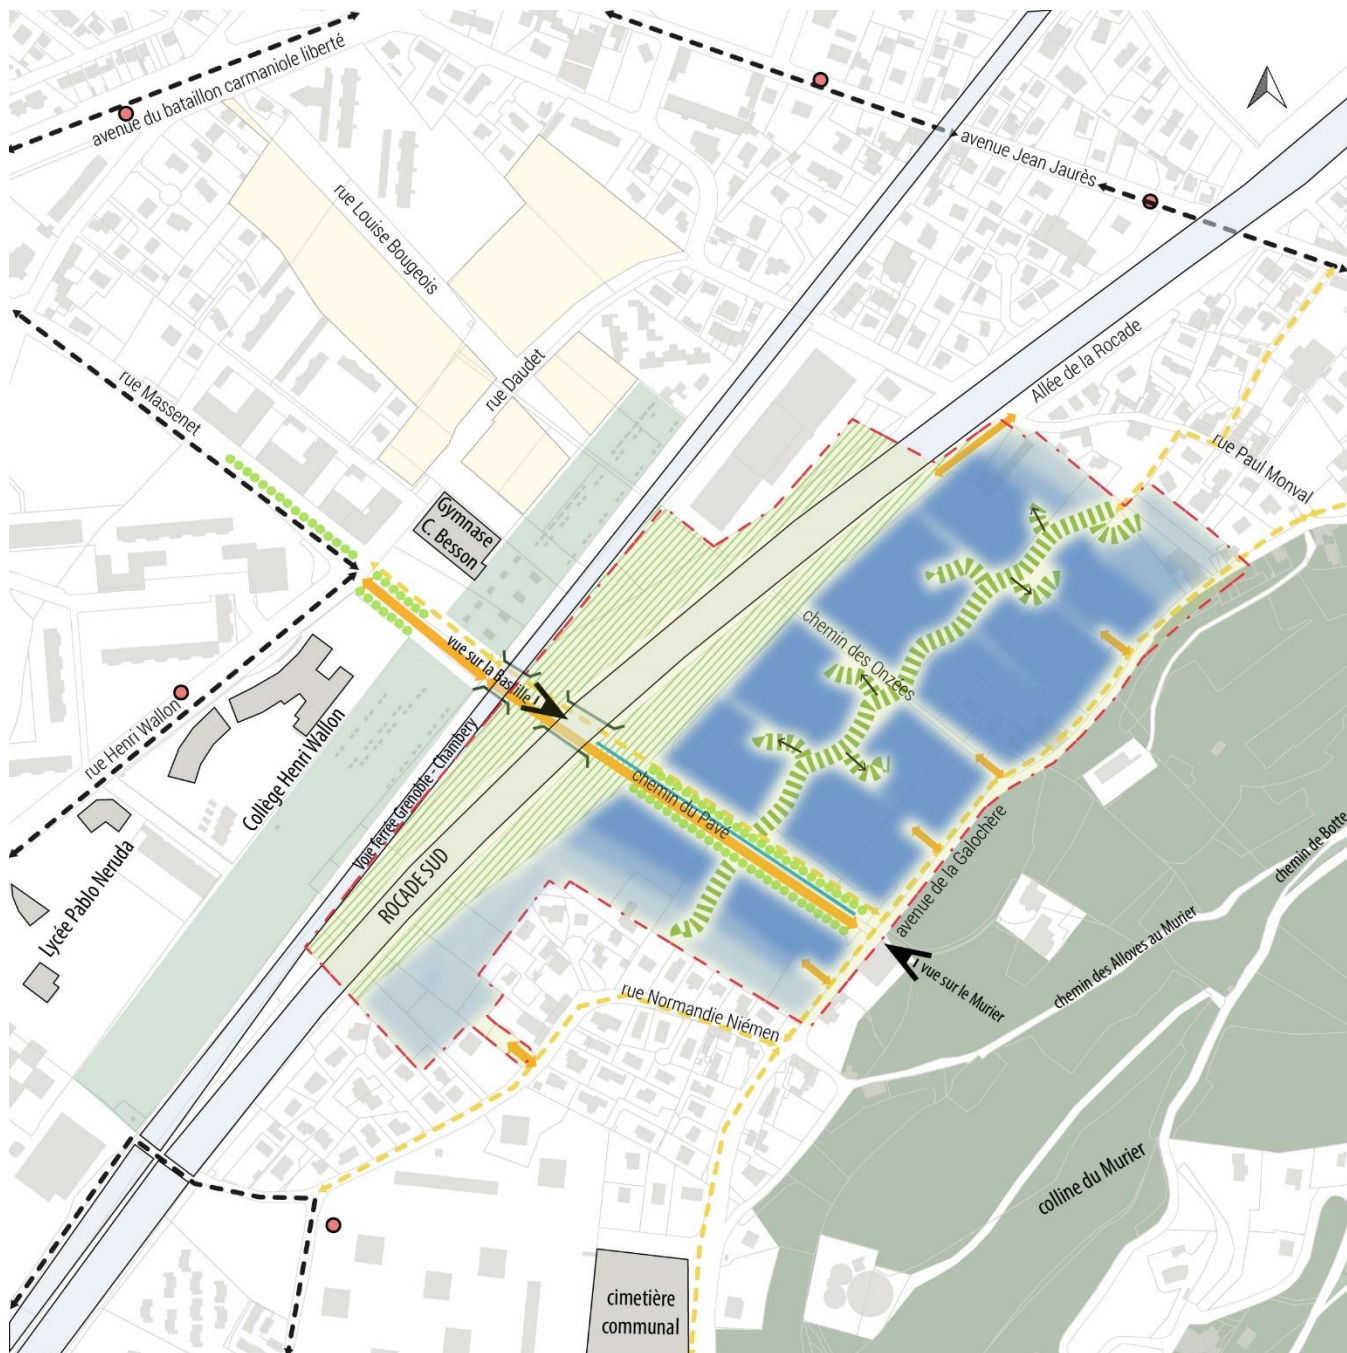 avenue du bataillon carmaniole liberté
avenue Jean Jaurès
rue Louise Bougeois
Allée de la Rocade
rue Massenet
rue Daudet
rue Paul Monval
Gymnase
C. Besson
chemin des Onzées
vue sur la Bastille !
rue Henri Wallon
Collège Henri Wallon
Voie ferrée Grenoble - Chambéry
chemin du Pavé
avenue de la Galochère
chemin de Botte
Lycée Pablo Neruda
ROCADE SUD
! vue sur le Murier
chemin des Alloves au Murier
rue Normandie Niémen
colline du Murier
cimetière
communal